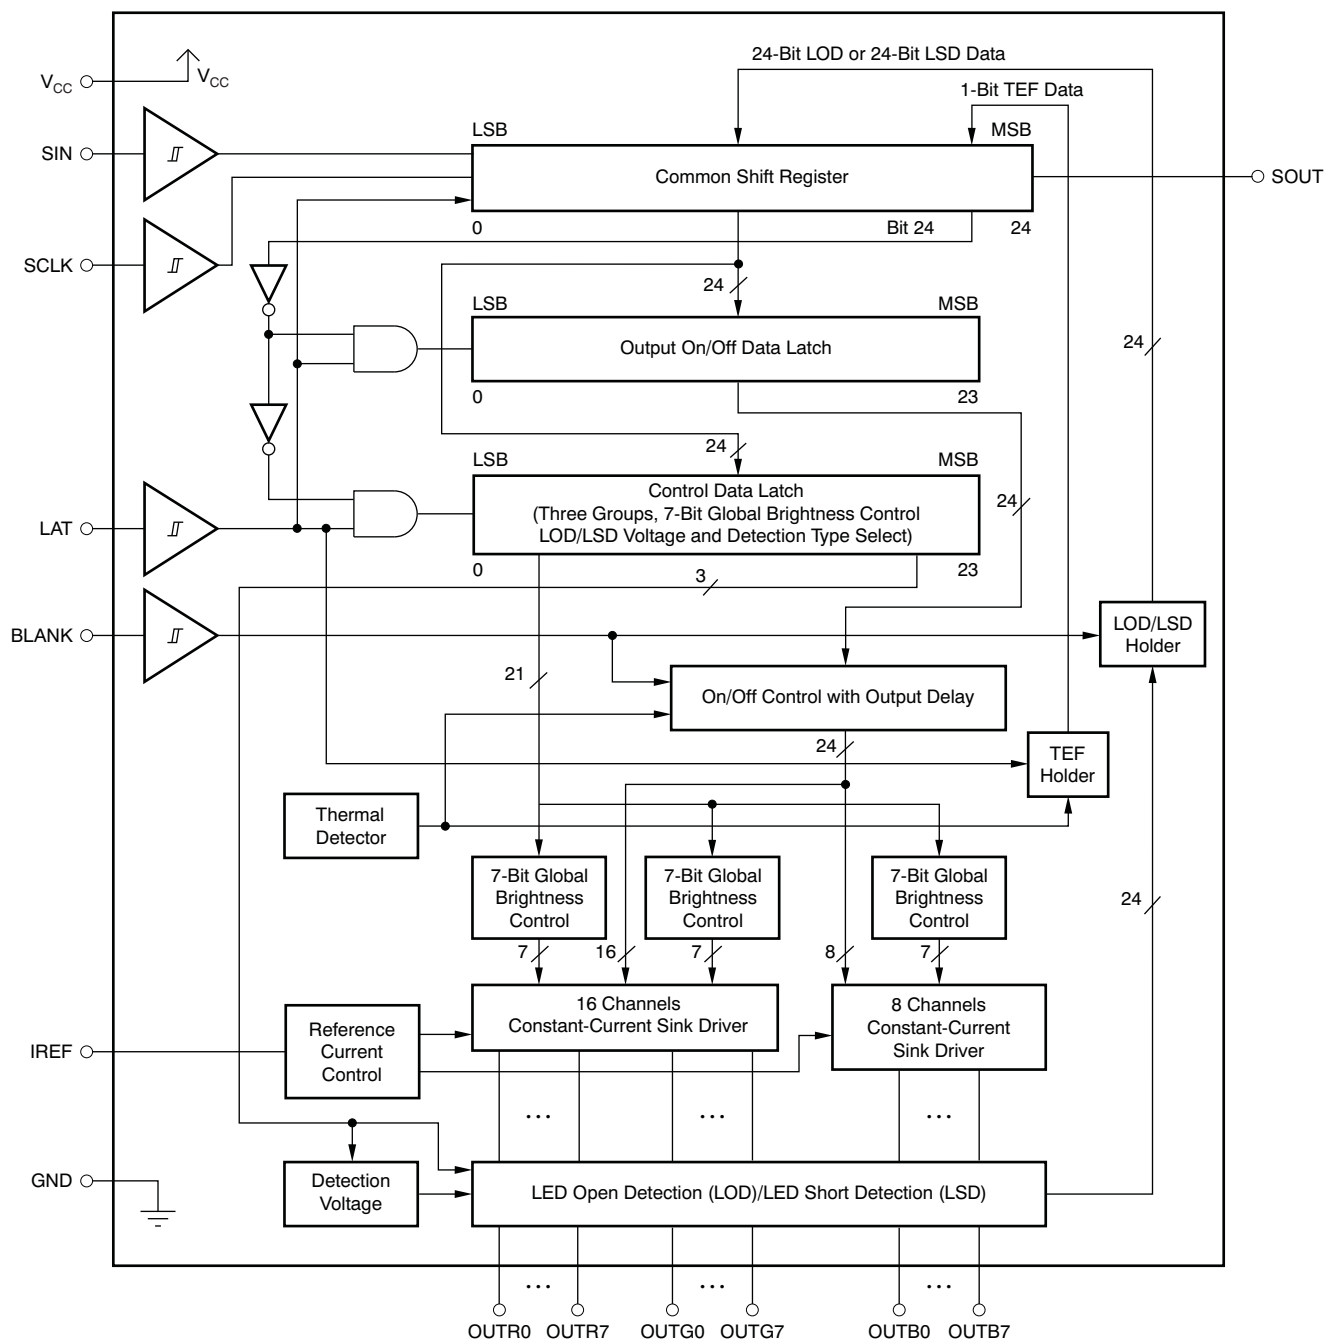 24-Bit LOD or 24-Bit LSD Data
VCC
VCC
1-Bit TEF Data
LSB
MSB
SIN
Common Shift Register
SOUT
0
Bit 24
24
SCLK
24
LSB
MSB
Output On/Off Data Latch
24
0
23
24
LSB
MSB
Control Data Latch
(Three Groups, 7-Bit Global Brightness Control
LOD/LSD Voltage and Detection Type Select)
24
LAT
0
23
3
BLANK
LOD/LSD
Holder
21
On/Off Control with Output Delay
24
TEF
Holder
Thermal
Detector
7-Bit Global
Brightness
Control
7-Bit Global
Brightness
Control
7-Bit Global
Brightness
Control
24
7
16
7
8
7
16 Channels
Constant-Current Sink Driver
8 Channels
Constant-Current
Sink Driver
Reference
Current
Control
IREF
...
...
...
GND
Detection
Voltage
LED Open Detection (LOD)/LED Short Detection (LSD)
...
...
...
OUTR0
OUTR7
OUTG0
OUTG7
OUTB0
OUTB7